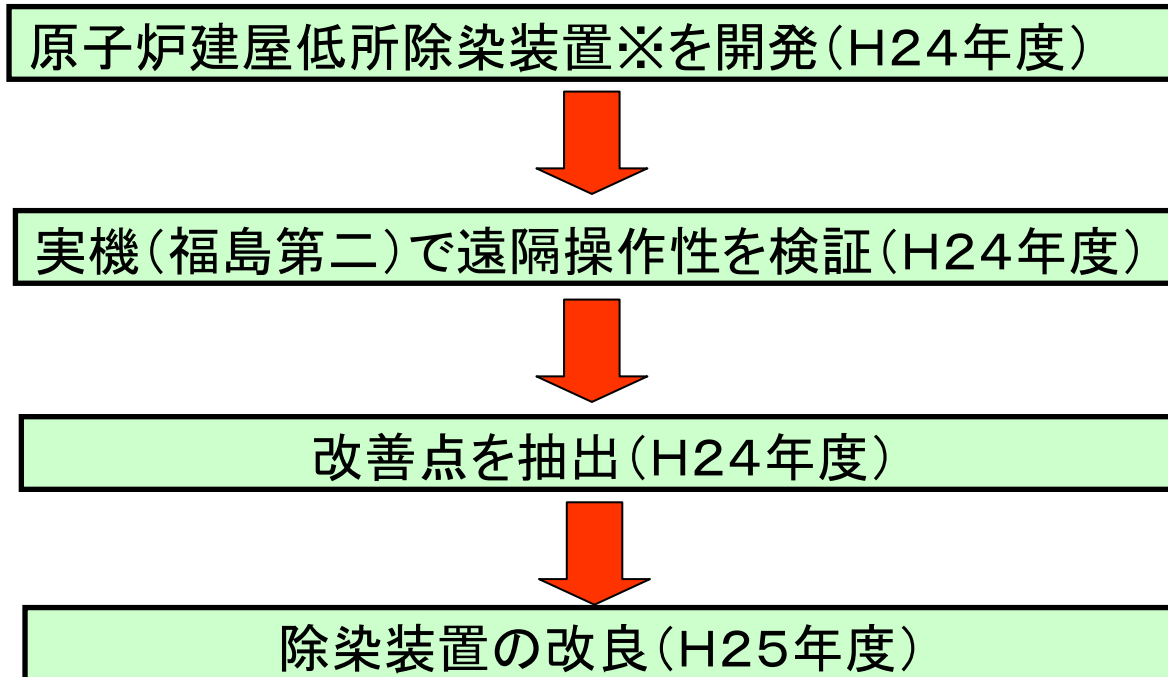 原子炉建屋低所除染装置※を開発（H24年度）
実機（福島第二）で遠隔操作性を検証（H24年度）
改善点を抽出（H24年度）
除染装置の改良（H25年度）